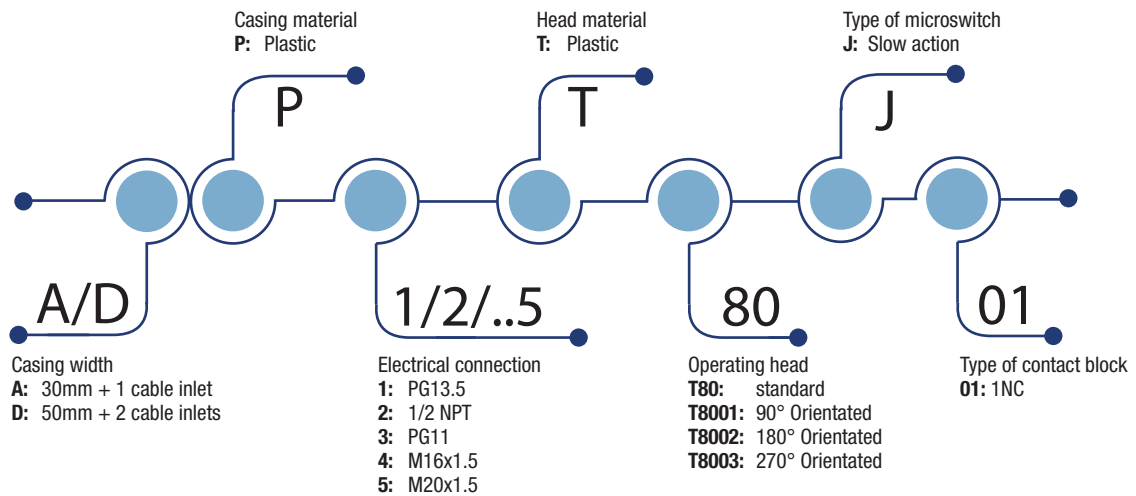 Casing material
P: Plastic
Head material
T: Plastic
Type of microswitch
J: Slow action
P
T
J
A/D
1/2/..5
80
01
Casing width
A: 30mm + 1 cable inlet
D: 50mm + 2 cable inlets
Electrical connection
1: PG13.5
2: 1/2 NPT
3: PG11
4: M16x1.5
5: M20x1.5
Operating head
T80: standard
T8001: 90° Orientated
T8002: 180° Orientated
T8003: 270° Orientated
Type of contact block
01: 1NC